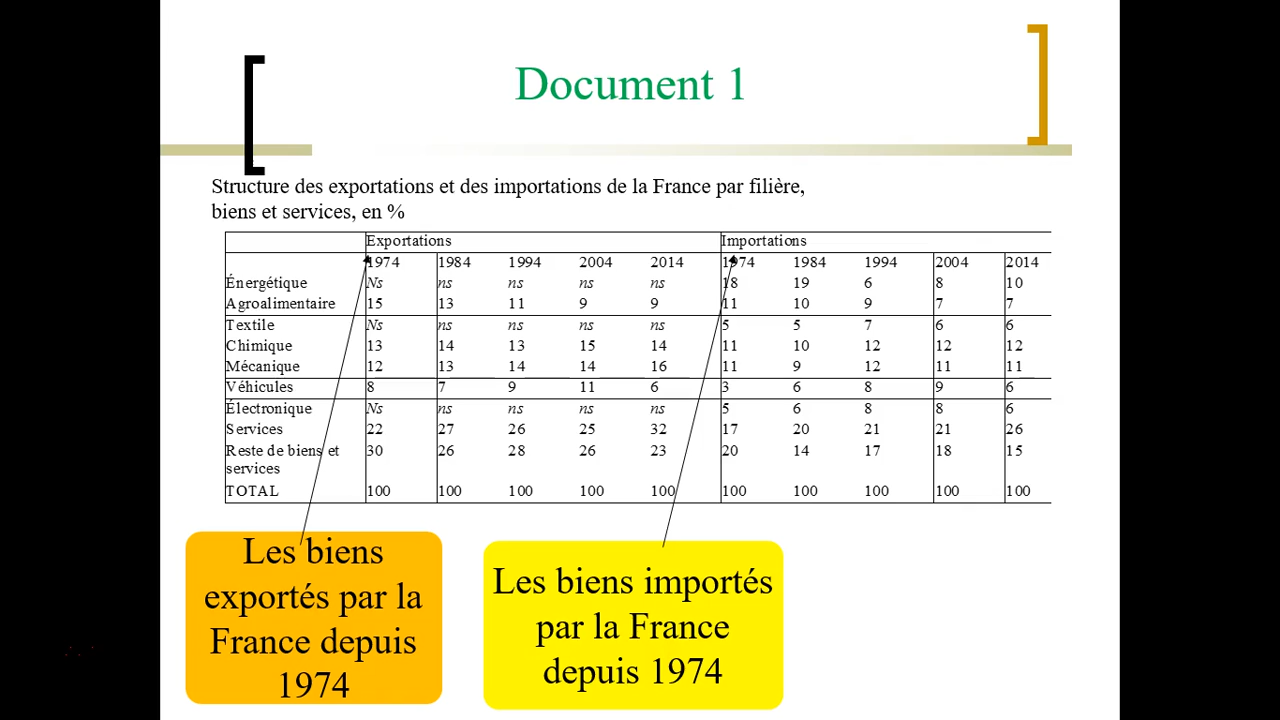 Document 1
Structure des exportations et des importations de la France par filière,
biens et services, en %
Exportations Importations
1974 1984 1994 2004 2014 1974 1984 1994 2004 2014
Énergétique Ns ns ns ns ns 18 19 6 8 10
Agroalimentaire 15 13 11 9 9 11 10 9 7 7
Textile Ns ns ns ns ns 5 5 7 6 6
Chimique 13 14 13 15 14 11 10 12 12 12
Mécanique 12 13 14 14 16 11 9 12 11 11
Véhicules 8 7 9 11 6 3 6 8 9 6
Électronique Ns ns ns ns ns 5 6 8 8 6
Services 22 27 26 25 32 17 20 21 21 26
Reste de biens et 30 26 28 26 23 20 14 17 18 15
services
TOTAL 100 100 100 100 100 100 100 100 100 100
Les biens
exportés par la
France depuis
1974
Les biens importés
par la France
depuis 1974